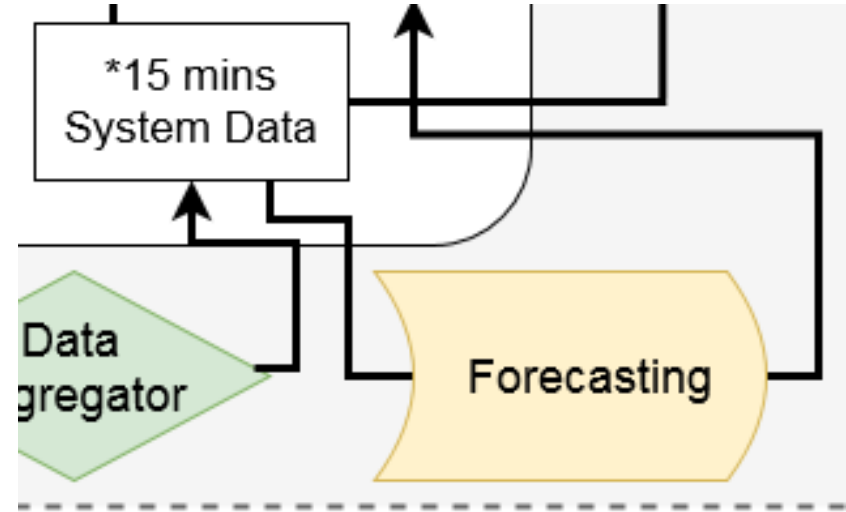 *15 mins
System Data
Data
gregator
Forecasting